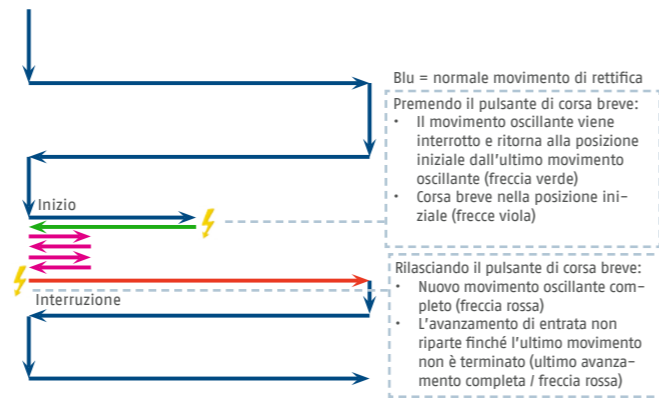 Blu = normale movimento di rettifica
Premendo il pulsante di corsa breve:
• Il movimento oscillante viene
interrotto e ritorna alla posizione
iniziale dall'ultimo movimento
oscillante (freccia verde)
• Corsa breve nella posizione ini-
ziale (frecce viola)
Inizio
Rilasciando il pulsante di corsa breve:
• Nuovo movimento oscillante com-
pleto (freccia rossa)
• L'avanzamento di entrata non
riparte finché l'ultimo movimento
non è terminato (ultimo avanza-
mento completa / freccia rossa)
Interruzione